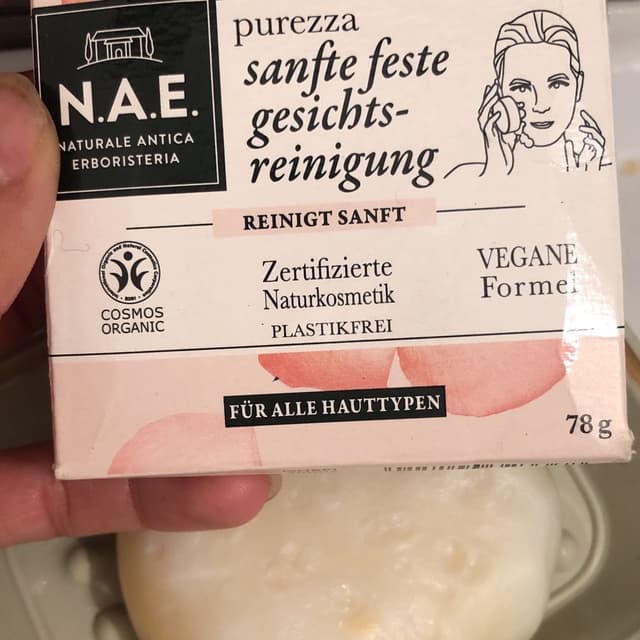 N.A.E.
NATURALE ANTICA
ERBORISTERIA
purezza
sanfte feste
gesichts-
reinigung
REINIGT SANFT
COSMOS
ORGANIC
Zertifizierte
Naturkosmetik
PLASTIKFREI
VEGANE
Formel
FÜR ALLE HAUTTYPEN
78 g